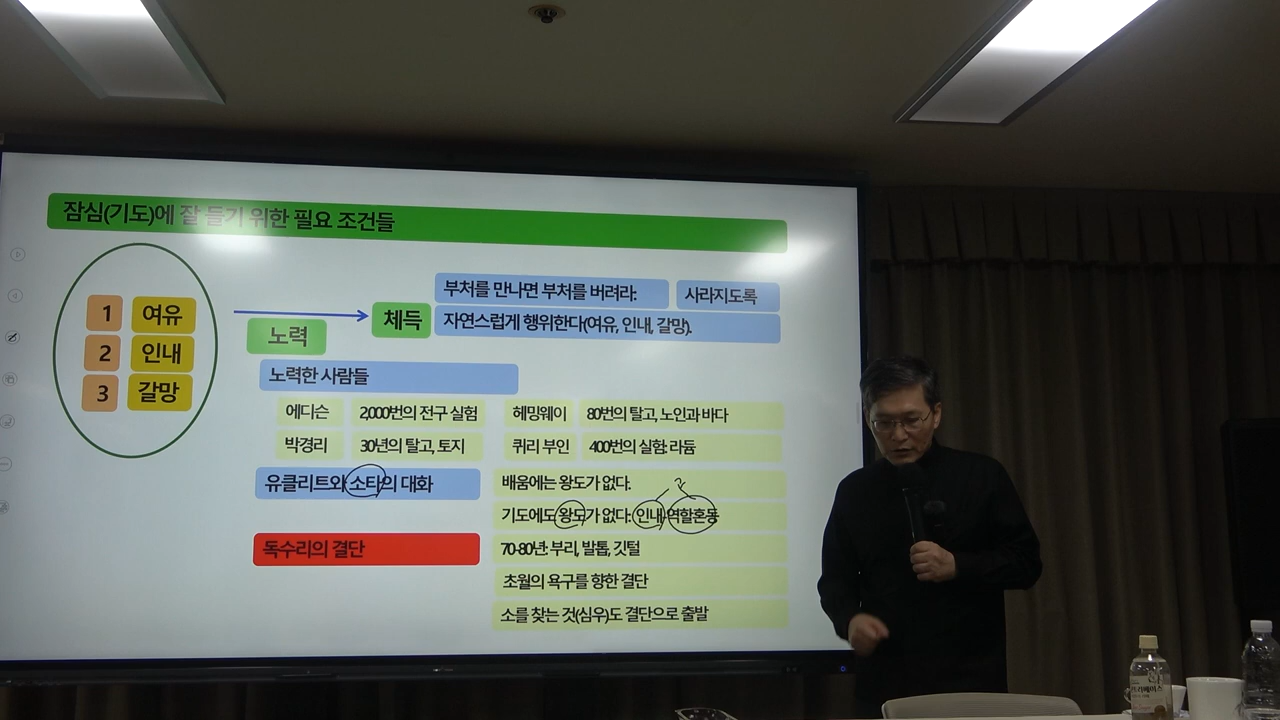 잠심(기도)에 잘 들기 위한 필요 조건들
1 여유
2 인내
3 갈망
노력
체득
부처를 만나면 부처를 버려라: 사라지도록
자연스럽게 행위한다(여유, 인내, 갈망).
노력한 사람들
에디슨 2,000번의 전구 실험 헤밍웨이 80번의 탈고, 노인과 바다
박경리 30년의 탈고, 토지 퀴리 부인 400번의 실험: 라듐
유클리트와 소타의 대화 배움에는 왕도가 없다.
기도에도 왕도가 없다: 인내, 역할혼동
독수리의 결단 70-80년: 부리, 발톱, 깃털
초월의 욕구를 향한 결단
소를 찾는 것(심우)도 결단으로 출발